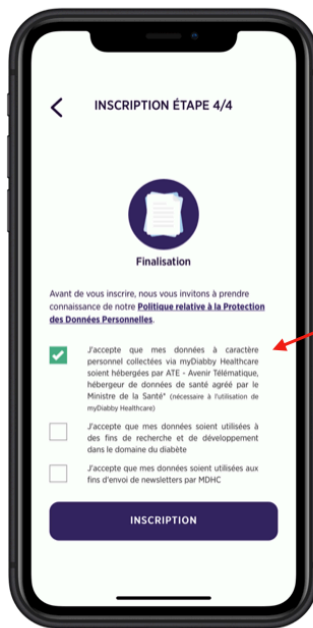 INSCRIPTION ÉTAPE 4/4
Finalisation
Avant de vous inscrire, nous vous invitons à prendre
connaissance de notre Politique relative à la Protection
des Données Personnelles.
J'accepte que mes données à caractère
personnel collectées via myDiabby Healthcare
soient hébergées par ATE - Avenir Télématique,
hébergeur de données de santé agréé par le
Ministre de la Santé* (nécessaire à l'utilisation de
myDiabby Healthcare)
J'accepte que mes données soient utilisées à
des fins de recherche et de développement
dans le domaine du diabète
J'accepte que mes données soient utilisées aux
fins d'envoi de newsletters par MDHC
INSCRIPTION